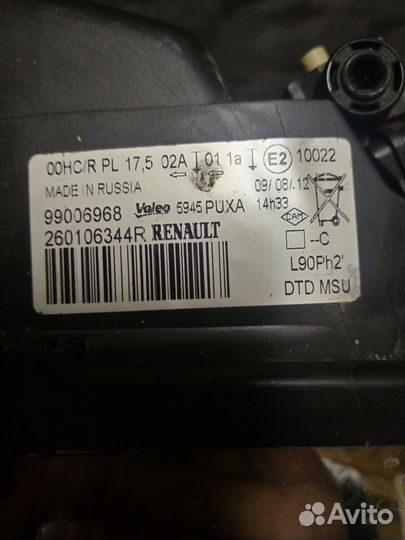 00HC/R PL 17,5 02A 01 1a E2 10022
MADE IN RUSSIA 09/08/12
99006968 Valeo 5945 PUXA 14h33
CAM
260106344R RENAULT --C
L90Ph2'
DTD MSU
Avito